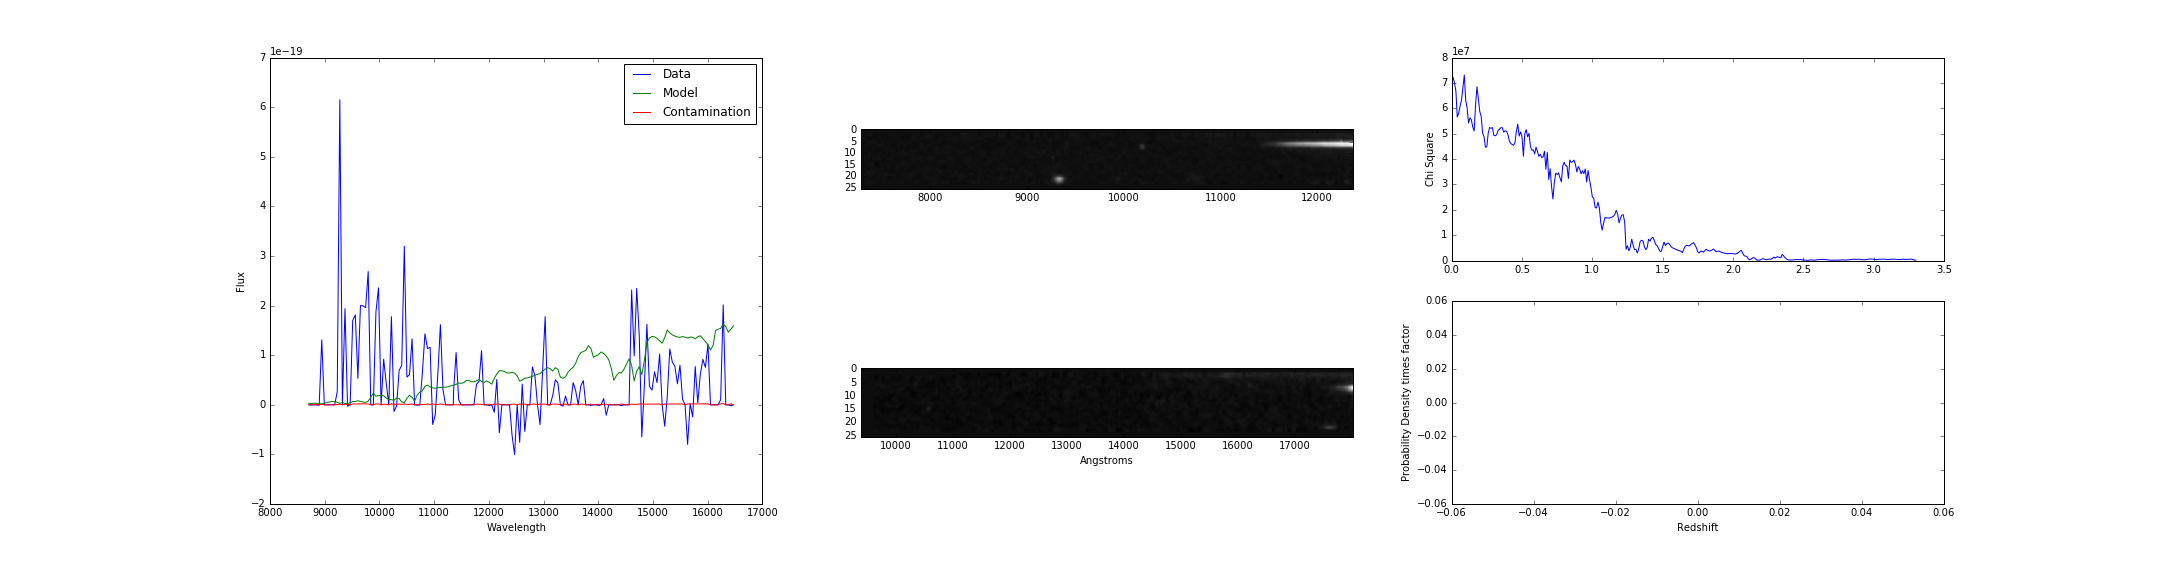 1e−19
7
6
5
4
3
2
1
0
−1
−2
8000 9000 10000 11000 12000 13000 14000 15000 16000 17000
Wavelength
Flux
Data
Model
Contamination
0
5
10
15
20
25
8000 9000 10000 11000 12000
0
5
10
15
20
25
10000 11000 12000 13000 14000 15000 16000 17000
Angstroms
1e7
8
7
6
5
4
3
2
1
0
0.0 0.5 1.0 1.5 2.0 2.5 3.0 3.5
Chi Square
0.06
0.04
0.02
0.00
−0.02
−0.04
−0.06
−0.06 −0.04 −0.02 0.00 0.02 0.04 0.06
Redshift
Probability Density times factor